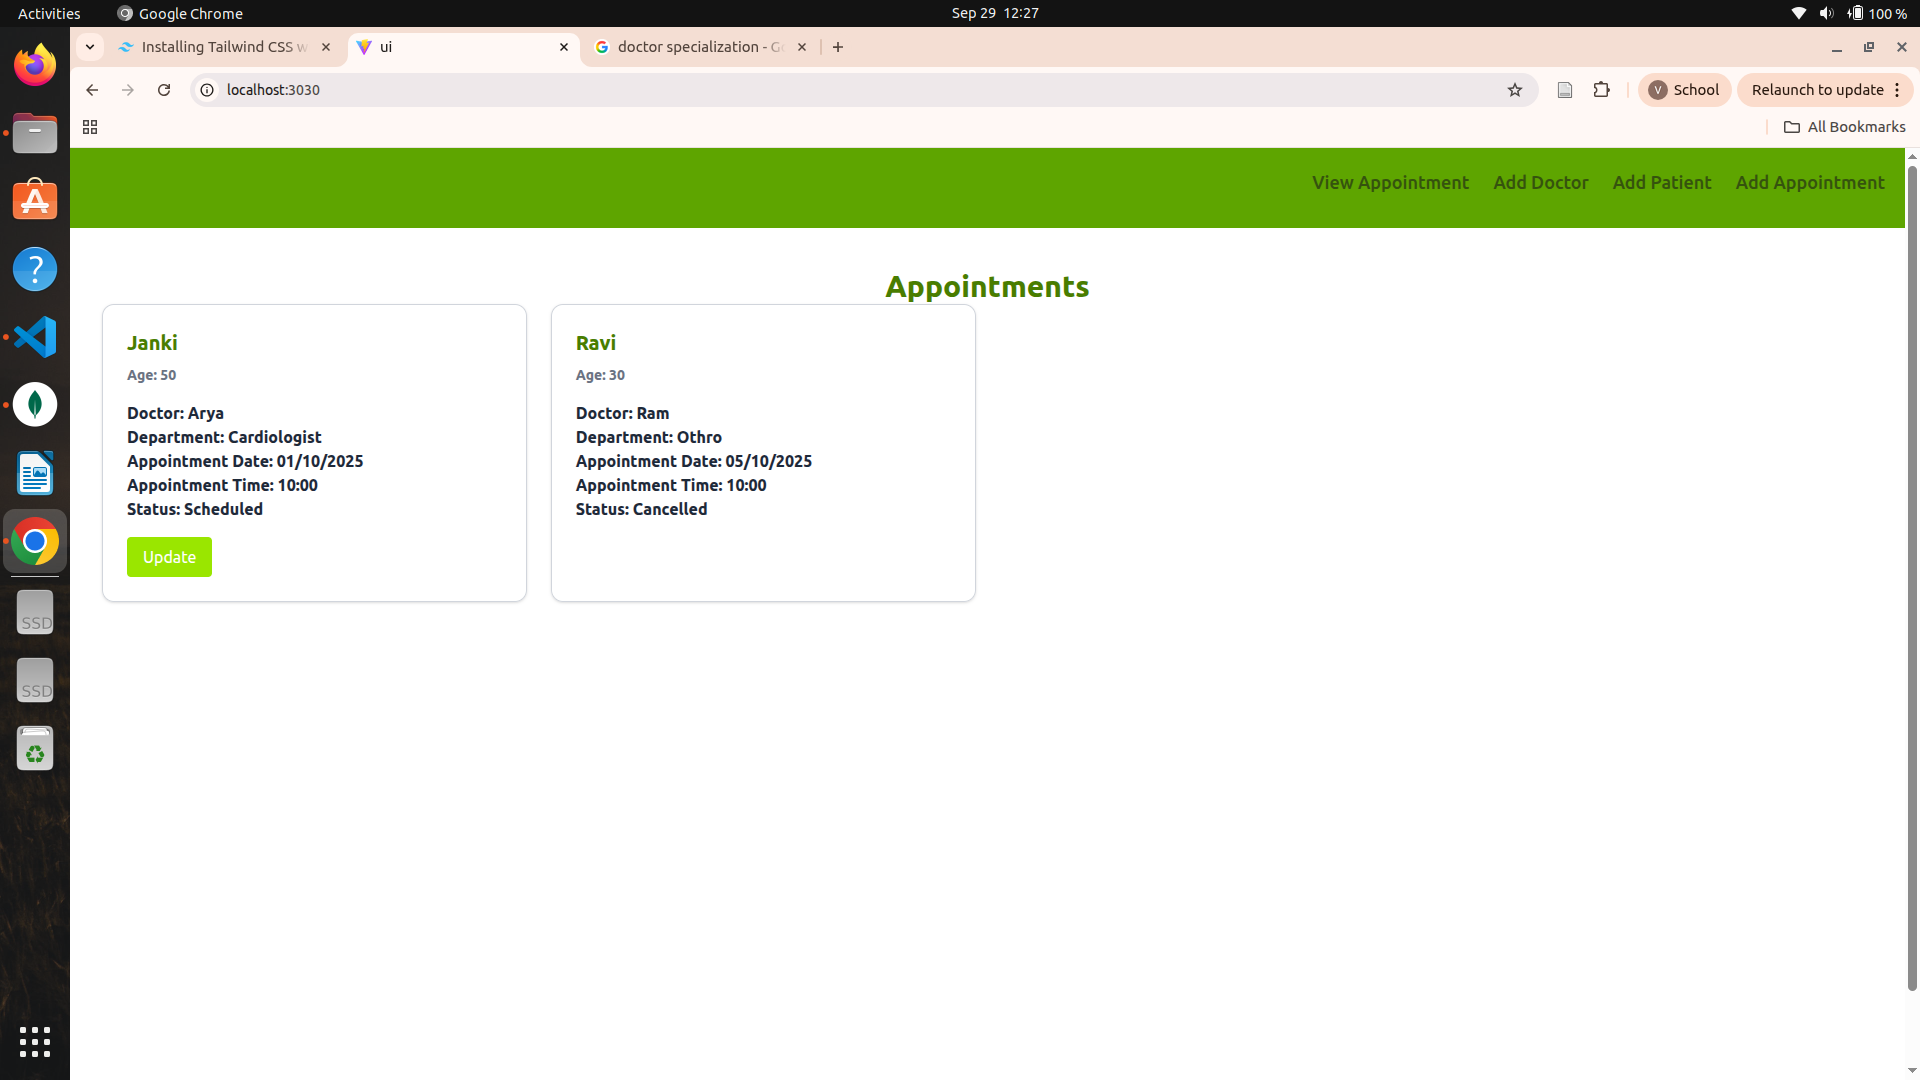 Activities
Google Chrome
Sep 29 12:27
100 %
Installing Tailwind CSS w
ui
doctor specialization - G
localhost:3030
V
School
Relaunch to update
All Bookmarks
View Appointment
Add Doctor
Add Patient
Add Appointment
Appointments
Janki
Age: 50
Doctor: Arya
Department: Cardiologist
Appointment Date: 01/10/2025
Appointment Time: 10:00
Status: Scheduled
Update
Ravi
Age: 30
Doctor: Ram
Department: Othro
Appointment Date: 05/10/2025
Appointment Time: 10:00
Status: Cancelled
SSD
SSD